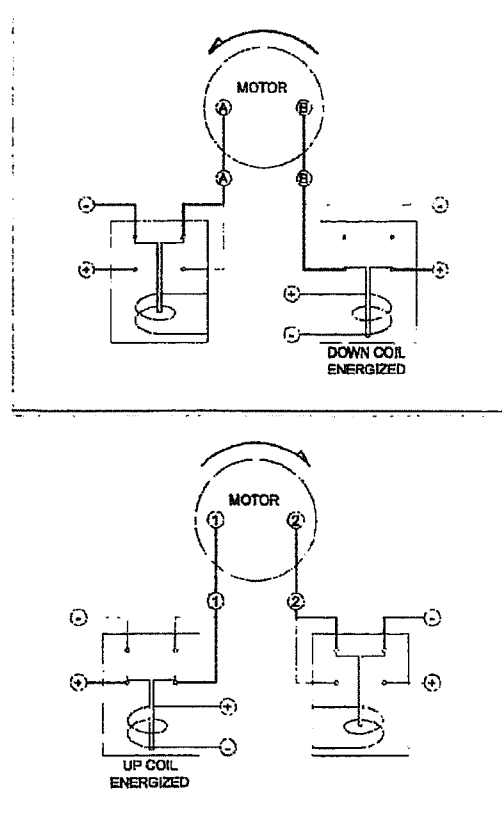 MOTOR
A B
A B
- -
+ +
+
-
DOWN COIL
ENERGIZED
MOTOR
1 2
1 2
- -
+ +
+
-
UP COIL
ENERGIZED